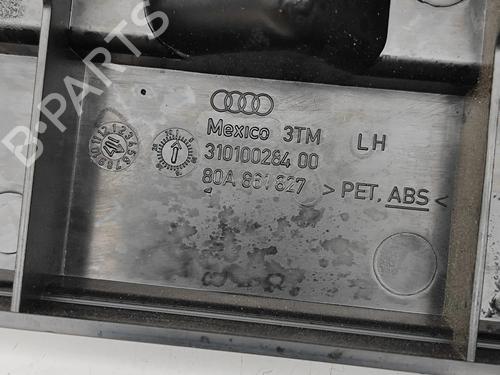 B-PARTS
Mexico 3TM LH
310100284 00
80A 861 827 > PET, ABS <